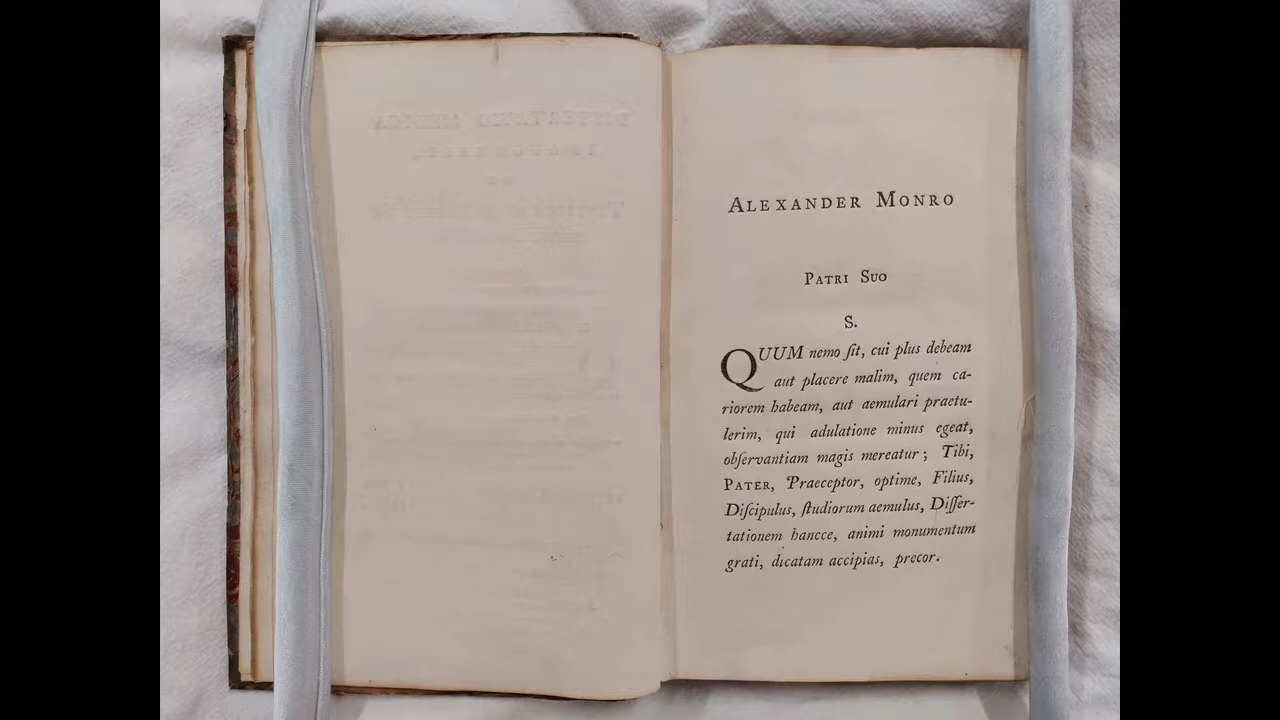 ALEXANDER MONRO
PATRI SUO
S.
QUUM nemo ſit, cui plus debeam
aut placere malim, quem ca-
riorem habeam, aut aemulari praetu-
lerim, qui adulatione minus egeat,
obſervantiam magis mereatur; Tibi,
PATER, Praeceptor, optime, Filius,
Diſcipulus, ſtudiorum aemulus, Diſſer-
tationem hancce, animi monumentum
grati, dicatam accipias, precor.